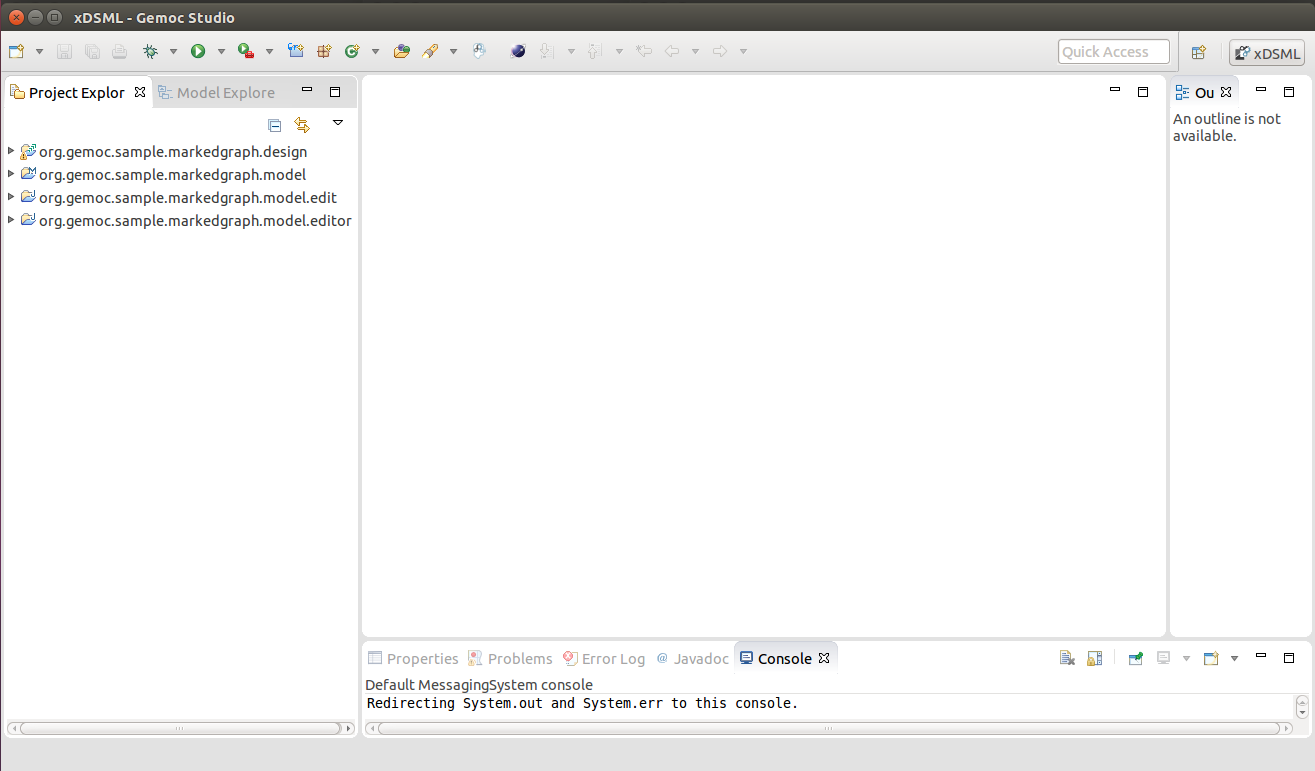 xDSML - Gemoc Studio
Quick Access
xDSML
Project Explor
Model Explore
Ou
An outline is not
available.
org.gemoc.sample.markedgraph.design
org.gemoc.sample.markedgraph.model
org.gemoc.sample.markedgraph.model.edit
org.gemoc.sample.markedgraph.model.editor
Properties Problems Error Log @ Javadoc Console
Default MessagingSystem console
Redirecting System.out and System.err to this console.